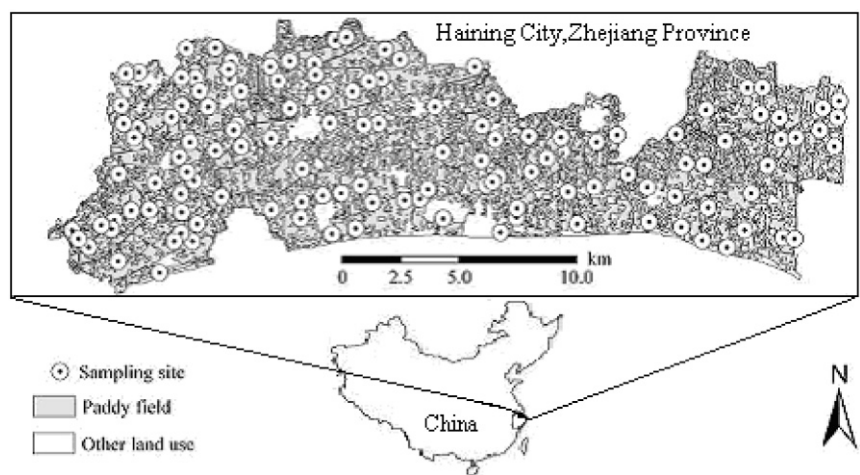 Haining City,Zhejiang Province
km
0 2.5 5.0 10.0
Sampling site
Paddy field
Other land use
China
N